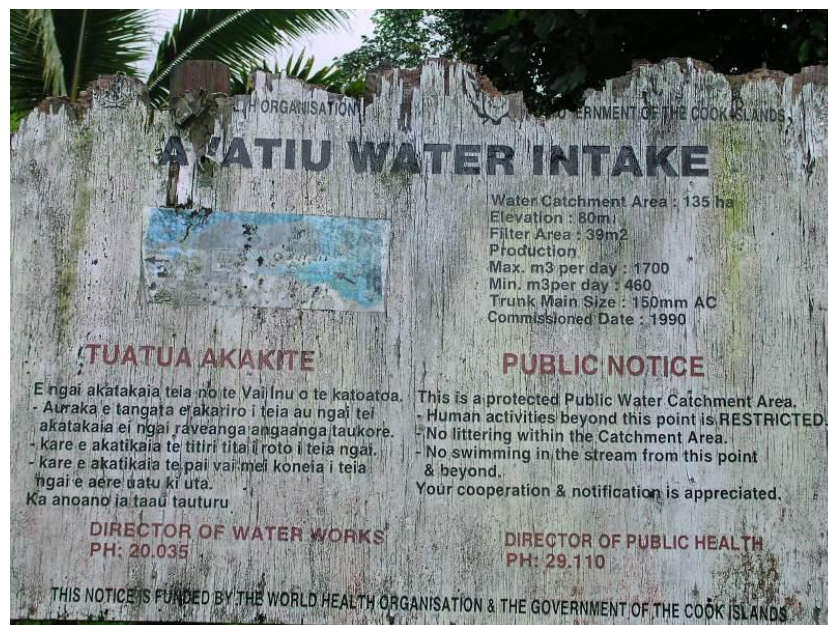 TH ORGANISATION
ERNMENT OF THE COOK ISLANDS
AVATIU WATER INTAKE
Water Catchment Area : 135 ha
Elevation : 80m
Filter Area : 39m2
Production
Max. m3 per day : 1700
Min. m3per day : 460
Trunk Main Size : 150mm AC
Commissioned Date : 1990
TUATUA AKAKITE
E ngai akatakaia teia no te Vai Inu o te katoatoa.
- Auraka e tangata e akariro i teia au ngai tei
akatakaia ei ngai raveanga angaanga taukore.
- kare e akatikaia te titiri tita i roto i teia ngai.
- kare e akatikaia te pai vai mei koneia i teia
ngai e aere uatu ki uta.
Ka anoano ia taau tauturu
DIRECTOR OF WATER WORKS
PH: 20.035
PUBLIC NOTICE
This is a protected Public Water Catchment Area.
- Human activities beyond this point is RESTRICTED.
- No littering within the Catchment Area.
- No swimming in the stream from this point
& beyond.
Your cooperation & notification is appreciated.
DIRECTOR OF PUBLIC HEALTH
PH: 29.110
THIS NOTICE IS FUNDED BY THE WORLD HEALTH ORGANISATION & THE GOVERNMENT OF THE COOK ISLANDS